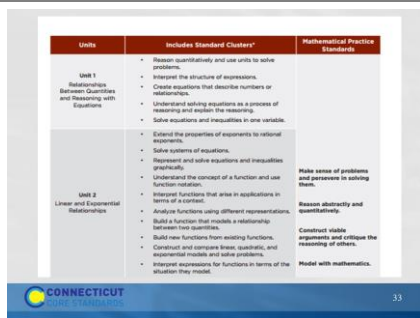 Units
Includes Standard Clusters*
Mathematical Practice
Standards
Unit 1
Relationships
Between Quantities
and Reasoning with
Equations
• Reason quantitatively and use units to solve
problems.
• Interpret the structure of expressions.
• Create equations that describe numbers or
relationships.
• Understand solving equations as a process of
reasoning and explain the reasoning.
• Solve equations and inequalities in one variable.
Unit 2
Linear and Exponential
Relationships
• Extend the properties of exponents to rational
exponents.
• Solve systems of equations.
• Represent and solve equations and inequalities
graphically.
• Understand the concept of a function and use
function notation.
• Interpret functions that arise in applications in
terms of a context.
• Analyze functions using different representations.
• Build a function that models a relationship
between two quantities.
• Build new functions from existing functions.
• Construct and compare linear, quadratic, and
exponential models and solve problems.
• Interpret expressions for functions in terms of the
situation they model.
Make sense of problems
and persevere in solving
them.
Reason abstractly and
quantitatively.
Construct viable
arguments and critique the
reasoning of others.
Model with mathematics.
CONNECTICUT
CORE STANDARDS
33